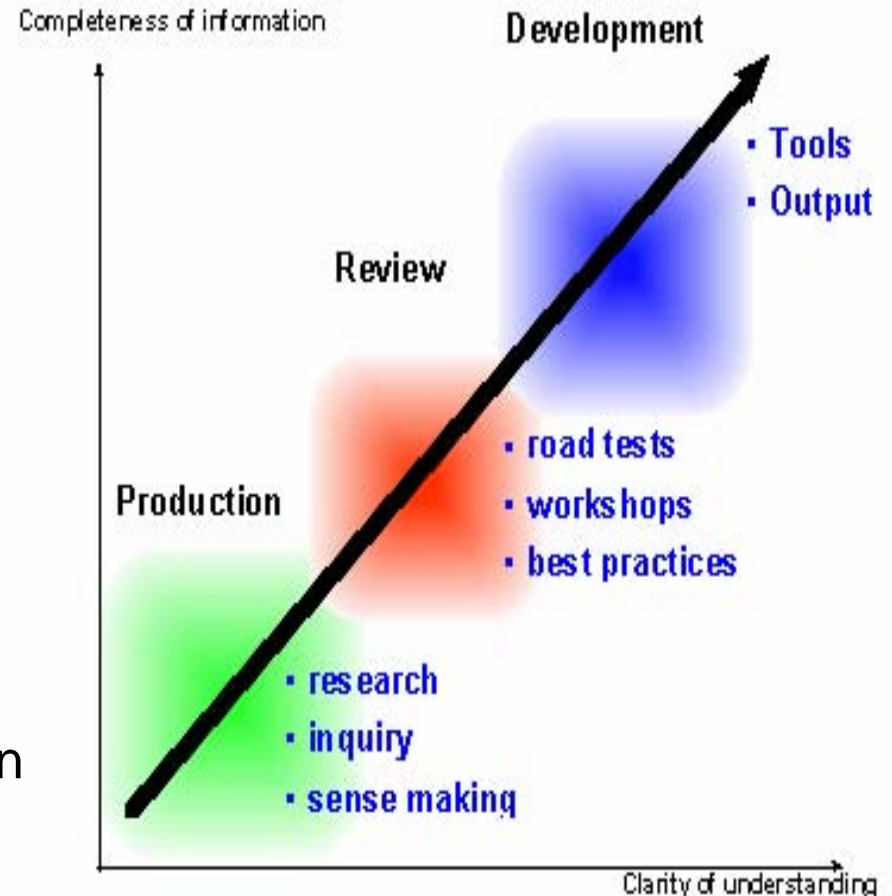 Completeness of information
Development
· Tools
· Output
Review
· road tests
· workshops
· best practices
Production
· research
· inquiry
· sense making
n
Clarity of understanding